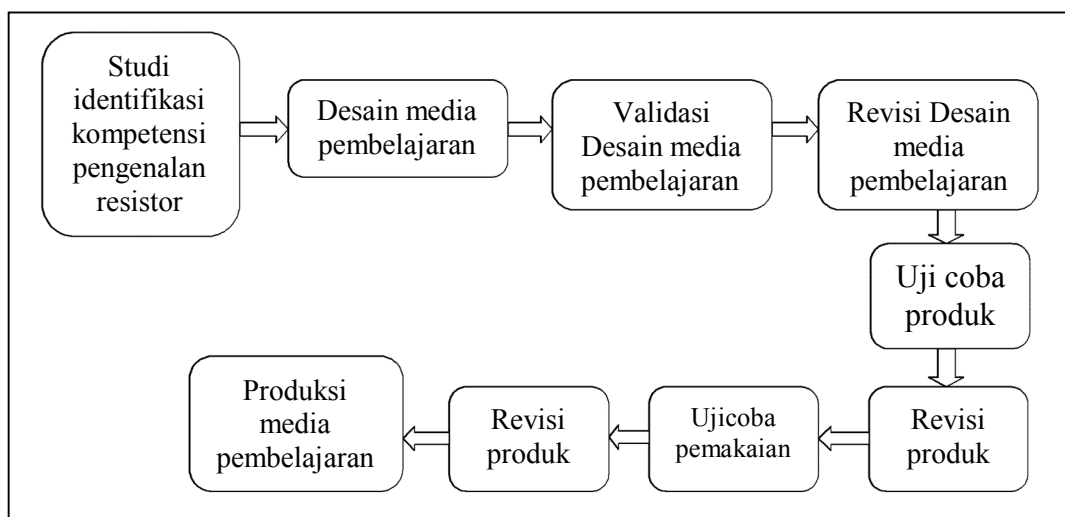 Studi
identifikasi
kompetensi
pengenalan
resistor
Desain media
pembelajaran
Validasi
Desain media
pembelajaran
Revisi Desain
media
pembelajaran
Uji coba
produk
Revisi
produk
Ujicoba
pemakaian
Revisi
produk
Produksi
media
pembelajaran